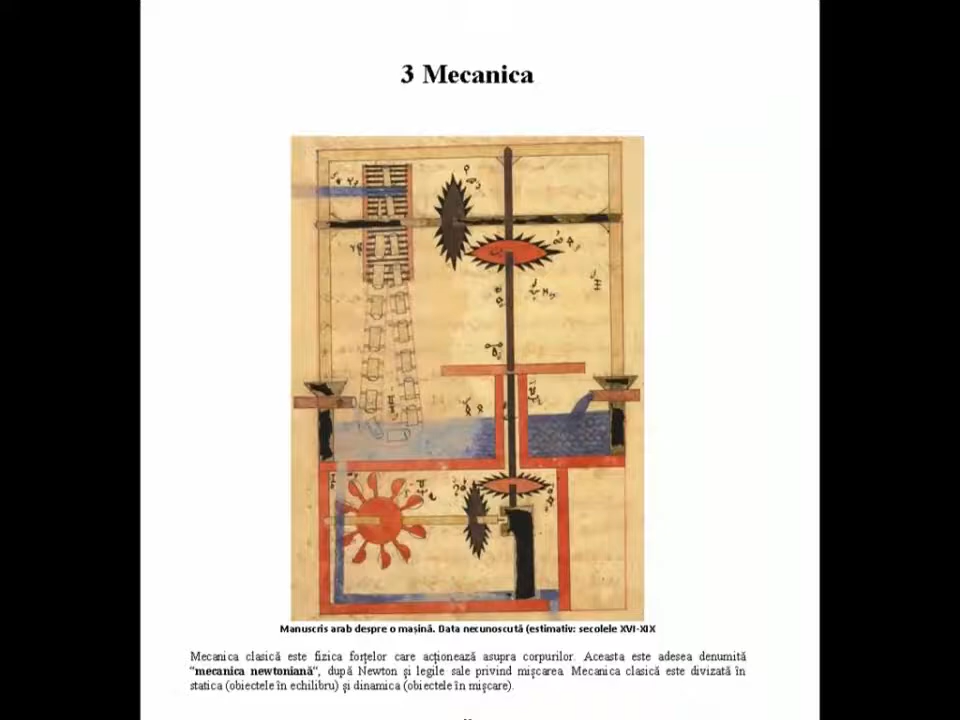 3 Mecanica
Manuscris arab despre o mașină. Data necunoscută (estimativ: secolele XVI-XIX
Mecanica clasică este fizica forțelor care acționează asupra corpurilor. Aceasta este adesea denumită
"mecanica newtoniană", după Newton și legile sale privind mișcarea. Mecanica clasică este divizată în
statica (obiectele în echilibru) și dinamica (obiectele în mișcare).